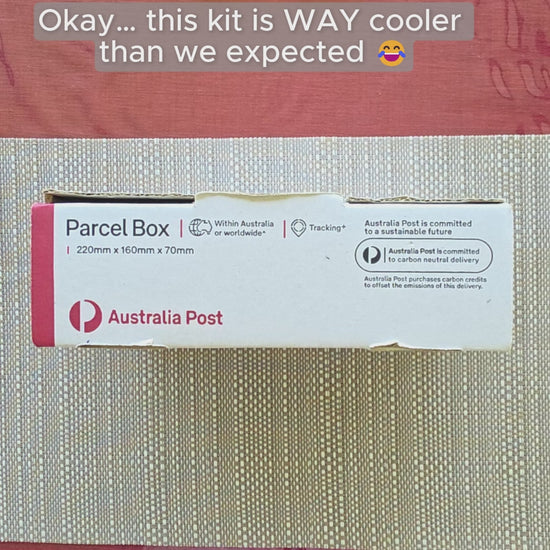 Okay... this kit is WAY cooler
than we expected 😂
Parcel Box
Within Australia
or worldwide*
Tracking+
220mm x 160mm x 70mm
Australia Post is committed
to a sustainable future
Australia Post is committed
to carbon neutral delivery
Australia Post purchases carbon credits
to offset the emissions of this delivery.
Australia Post